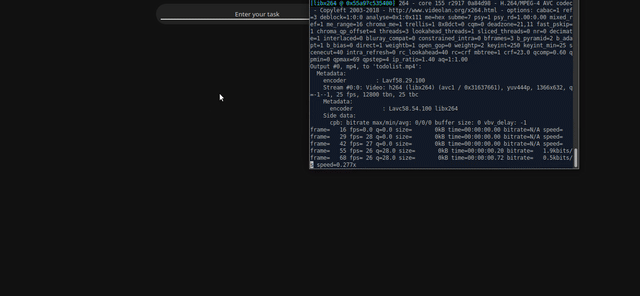 Enter your task
[libx264 @ 0x55a97c535400] 264 - core 155 r2917 0a84d98 - H.264/MPEG-4 AVC codec
- Copyleft 2003-2018 - http://www.videolan.org/x264.html - options: cabac=1 ref
=3 deblock=1:0:0 analyse=0x1:0x111 me=hex subme=7 psy=1 psy_rd=1.00:0.00 mixed_r
ef=1 me_range=16 chroma_me=1 trellis=1 8x8dct=0 cqm=0 deadzone=21,11 fast_pskip=
1 chroma_qp_offset=4 threads=3 lookahead_threads=1 sliced_threads=0 nr=0 decimat
e=1 interlaced=0 bluray_compat=0 constrained_intra=0 bframes=3 b_pyramid=2 b_ada
pt=1 b_bias=0 direct=1 weightb=1 open_gop=0 weightp=2 keyint=250 keyint_min=25 s
cenecut=40 intra_refresh=0 rc_lookahead=40 rc=crf mbtree=1 crf=23.0 qcomp=0.60 q
pmin=0 qpmax=69 qpstep=4 ip_ratio=1.40 aq=1:1.00
Output #0, mp4, to 'todolist.mp4':
Metadata:
encoder : Lavf58.29.100
Stream #0:0: Video: h264 (libx264) (avc1 / 0x31637661), yuv444p, 1366x632, q
=-1--1, 25 fps, 12800 tbn, 25 tbc
Metadata:
encoder : Lavc58.54.100 libx264
Side data:
cpb: bitrate max/min/avg: 0/0/0 buffer size: 0 vbv_delay: -1
frame= 16 fps=0.0 q=0.0 size= 0kB time=00:00:00.00 bitrate=N/A speed=
frame= 29 fps= 28 q=0.0 size= 0kB time=00:00:00.00 bitrate=N/A speed=
frame= 42 fps= 27 q=0.0 size= 0kB time=00:00:00.00 bitrate=N/A speed=
frame= 55 fps= 26 q=28.0 size= 0kB time=00:00:00.20 bitrate= 1.9kbits/
frame= 68 fps= 26 q=28.0 size= 0kB time=00:00:00.72 bitrate= 0.5kbits/
s speed=0.277x